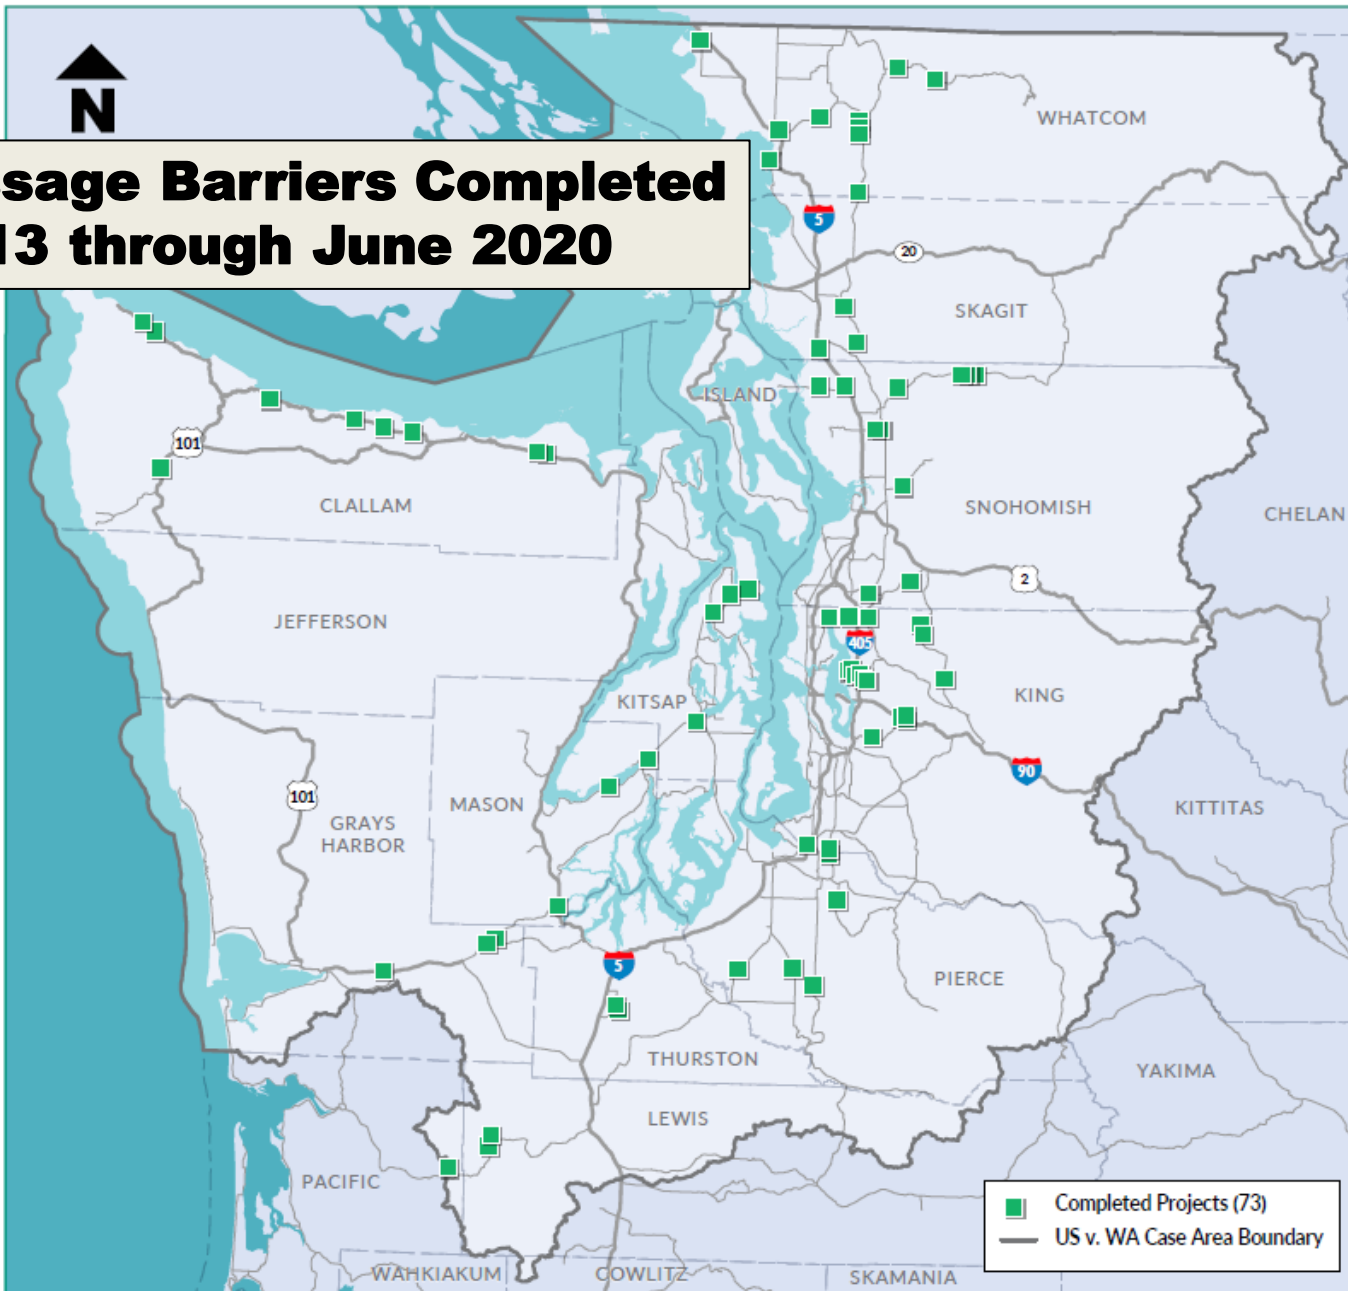 N
WHATCOM
ssage Barriers Completed
13 through June 2020
5
20
SKAGIT
ISLAND
101
CLALLAM
SNOHOMISH
CHELAN
2
JEFFERSON
405
KITSAP
KING
90
101
MASON
KITTITAS
GRAYS
HARBOR
5
PIERCE
THURSTON
YAKIMA
LEWIS
PACIFIC
Completed Projects (73)
US v. WA Case Area Boundary
WAHKIAKUM
COWLITZ
SKAMANIA